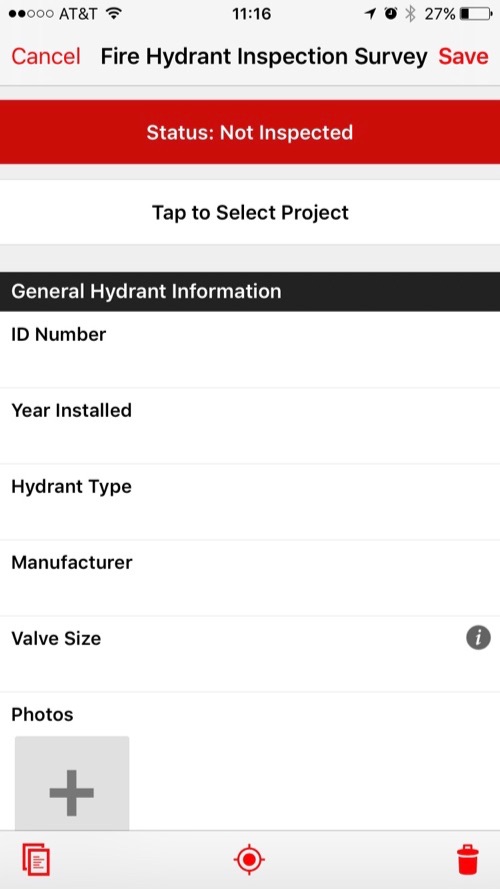 AT&T 11:16 27%
Cancel Fire Hydrant Inspection Survey Save
Status: Not Inspected
Tap to Select Project
General Hydrant Information
ID Number
Year Installed
Hydrant Type
Manufacturer
Valve Size i
Photos